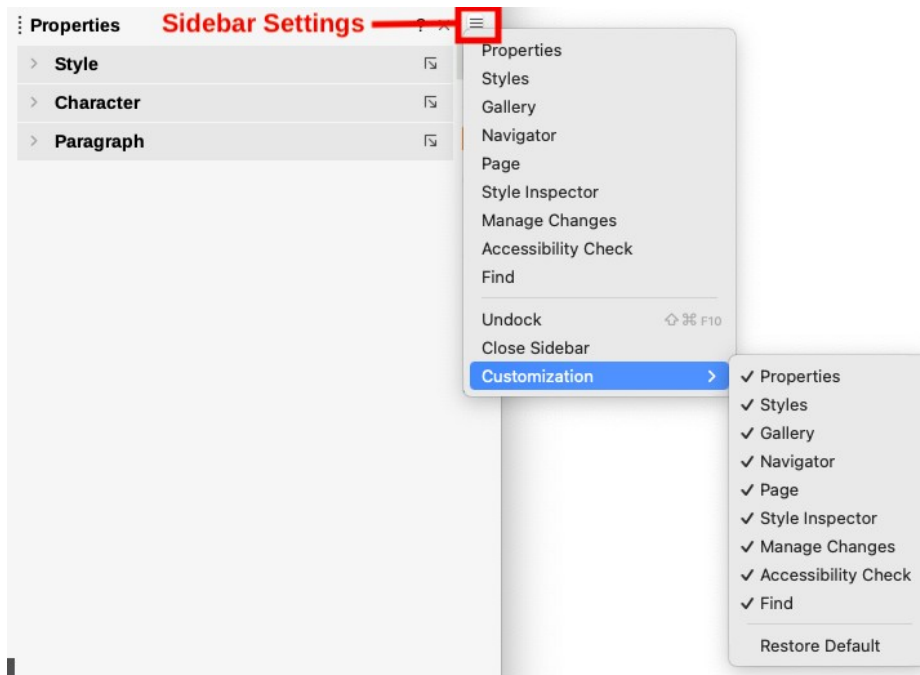 Properties Sidebar Settings ? ×
Style
Character
Paragraph
Properties
Styles
Gallery
Navigator
Page
Style Inspector
Manage Changes
Accessibility Check
Find
Undock ⇧⌘F10
Close Sidebar
Customization
✓ Properties
✓ Styles
✓ Gallery
✓ Navigator
✓ Page
✓ Style Inspector
✓ Manage Changes
✓ Accessibility Check
✓ Find
Restore Default